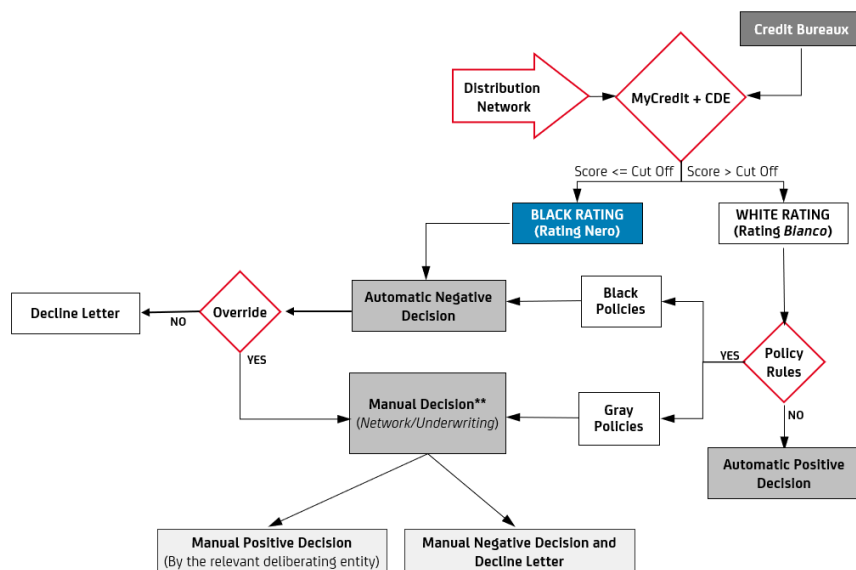 Credit Bureaux
Distribution
Network
MyCredit + CDE
Score <= Cut Off
Score > Cut Off
BLACK RATING
(Rating Nero)
WHITE RATING
(Rating Bianco)
Decline Letter
NO
Override
YES
Automatic Negative
Decision
Black
Policies
YES
Policy
Rules
NO
Manual Decision**
(Network/Underwriting)
Gray
Policies
Automatic Positive
Decision
Manual Positive Decision
(By the relevant deliberating entity)
Manual Negative Decision and
Decline Letter